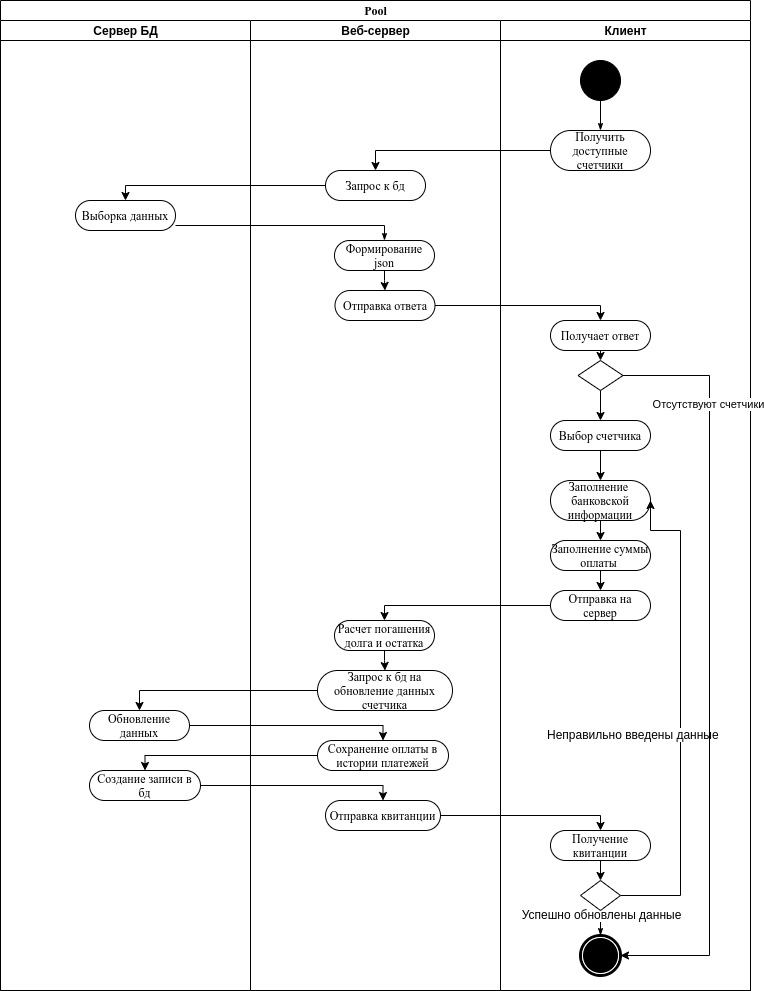 Pool
Сервер БД
Веб-сервер
Клиент
Получить
доступные
счетчики
Запрос к бд
Выборка данных
Формирование
json
Отправка ответа
Получает ответ
Отсутствуют счетчики
Выбор счетчика
Заполнение
банковской
информации
Заполнение суммы
оплаты
Отправка на
сервер
Расчет погашения
долга и остатка
Запрос к бд на
обновление данных
счетчика
Обновление
данных
Неправильно введены данные
Сохранение оплаты в
истории платежей
Создание записи в
бд
Отправка квитанции
Получение
квитанции
Успешно обновлены данные